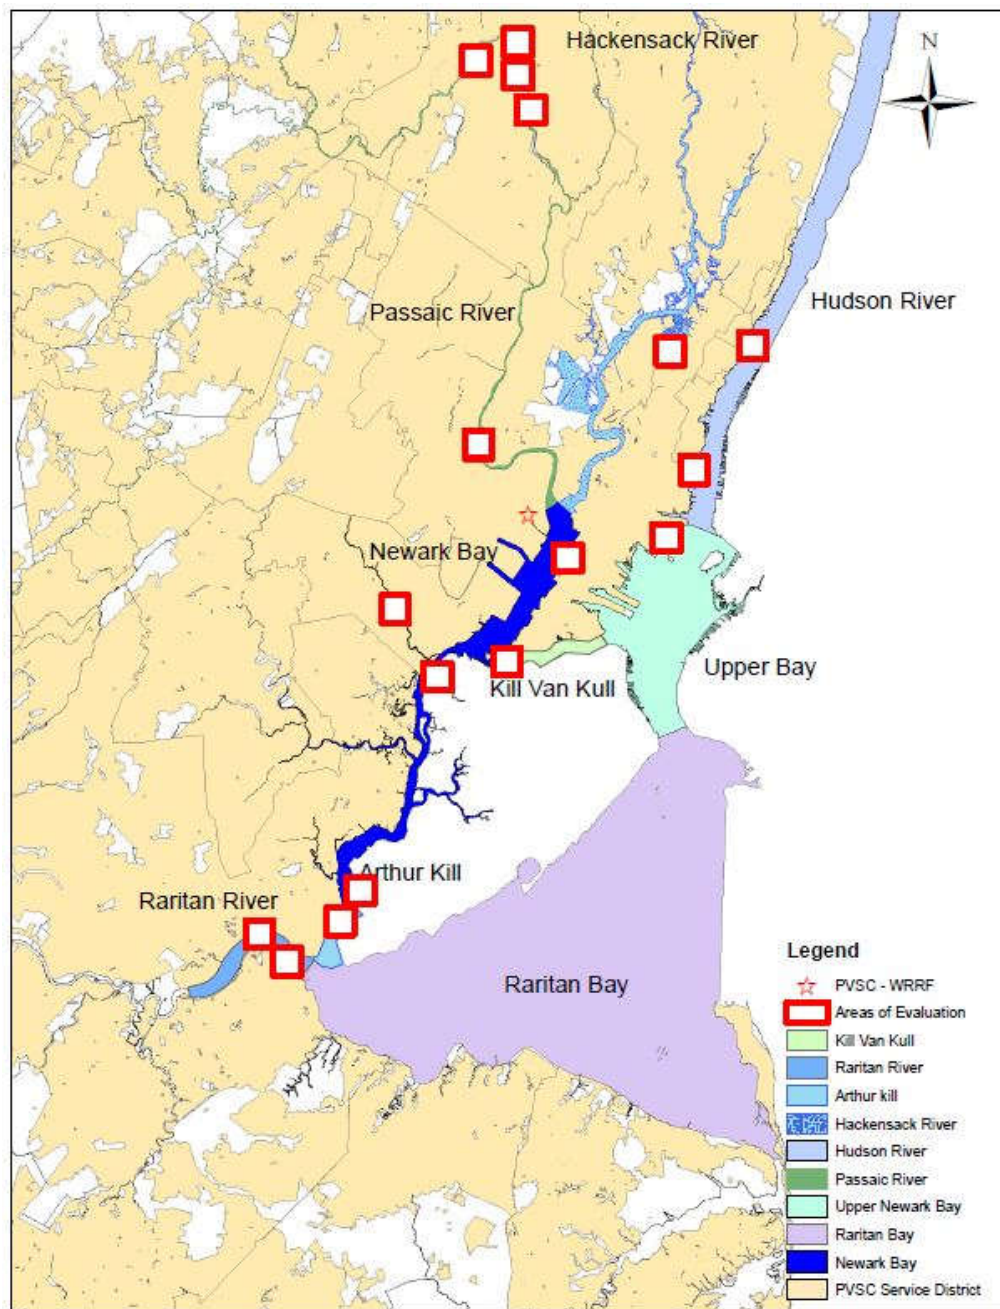 Hackensack River
N
Hudson River
Passaic River
Newark Bay
Upper Bay
Kill Van Kull
Arthur Kill
Raritan River
Raritan Bay
Legend
PVSC - WRRF
Areas of Evaluation
Kill Van Kull
Raritan River
Arthur kill
Hackensack River
Hudson River
Passaic River
Upper Newark Bay
Raritan Bay
Newark Bay
PVSC Service District